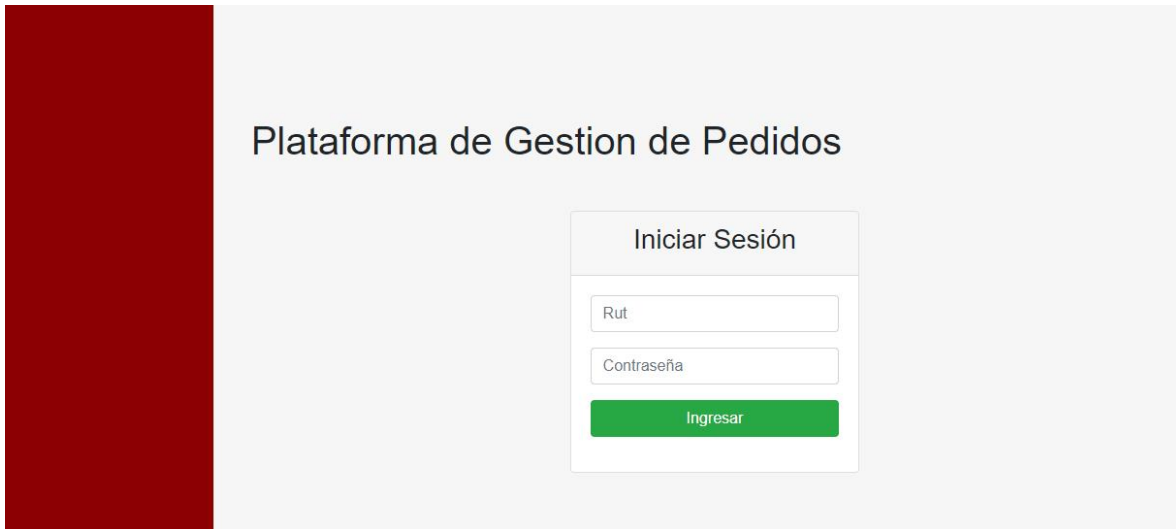 Plataforma de Gestion de Pedidos
Iniciar Sesión
Rut
Contraseña
Ingresar